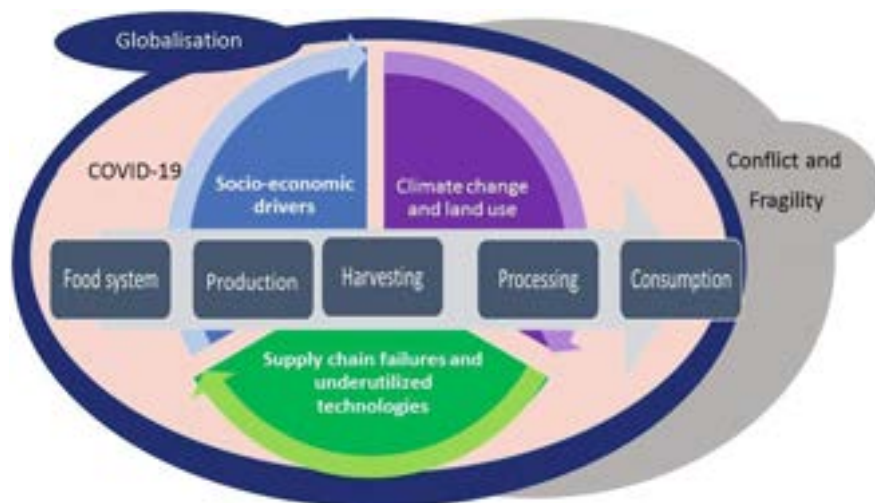 Globalisation
COVID-19
Socio-economic
drivers
Climate change
and land use
Conflict and
Fragility
Food system
Production
Harvesting
Processing
Consumption
Supply chain failures and
underutilized
technologies